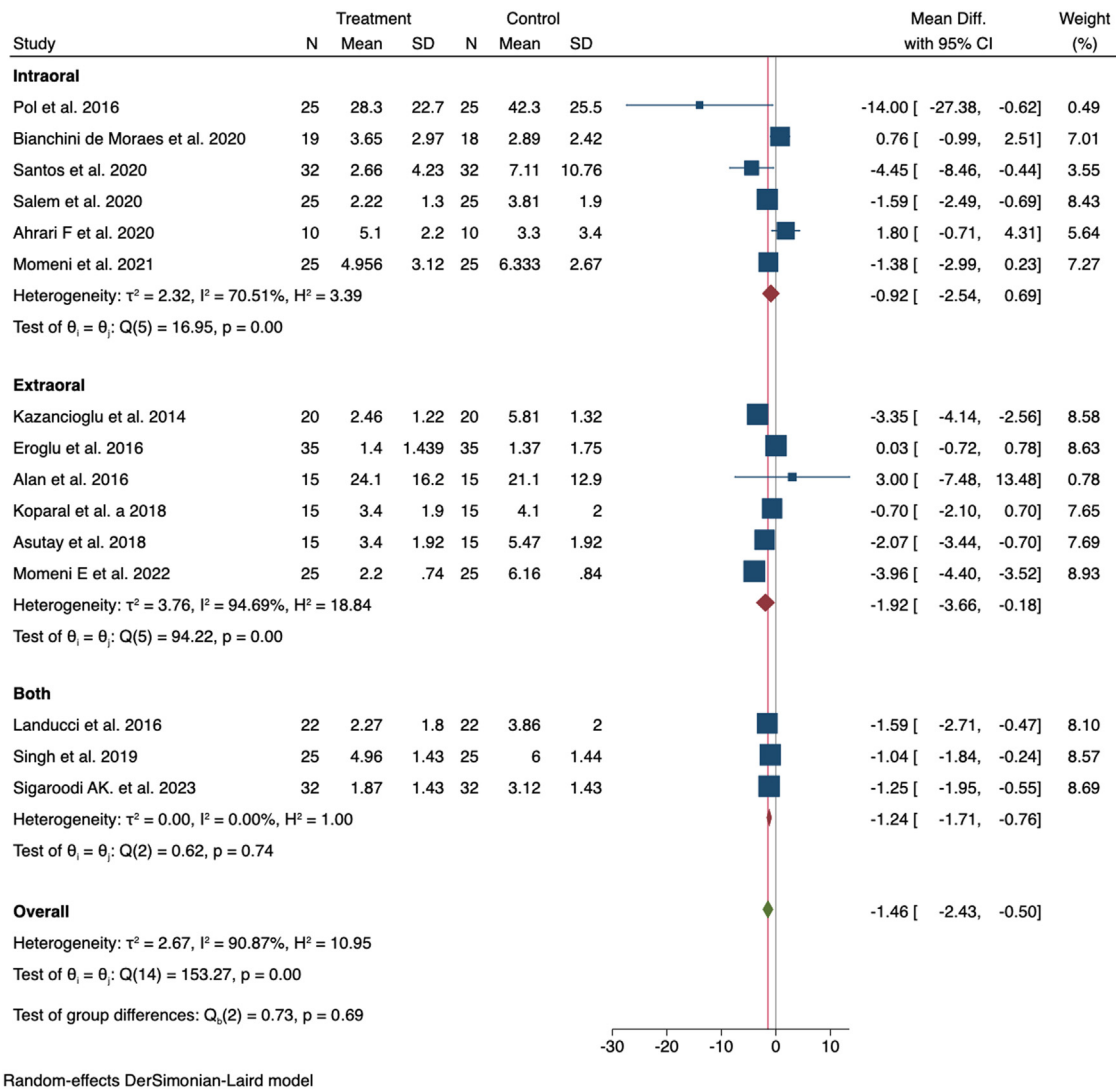 Treatment Control Mean Diff. Weight
Study N Mean SD N Mean SD with 95% CI (%)
Intraoral
Pol et al. 2016 25 28.3 22.7 25 42.3 25.5 -14.00 [ -27.38, -0.62] 0.49
Bianchini de Moraes et al. 2020 19 3.65 2.97 18 2.89 2.42 0.76 [ -0.99, 2.51] 7.01
Santos et al. 2020 32 2.66 4.23 32 7.11 10.76 -4.45 [ -8.46, -0.44] 3.55
Salem et al. 2020 25 2.22 1.3 25 3.81 1.9 -1.59 [ -2.49, -0.69] 8.43
Ahrari F et al. 2020 10 5.1 2.2 10 3.3 3.4 1.80 [ -0.71, 4.31] 5.64
Momeni et al. 2021 25 4.956 3.12 25 6.333 2.67 -1.38 [ -2.99, 0.23] 7.27
Heterogeneity: τ² = 2.32, I² = 70.51%, H² = 3.39 -0.92 [ -2.54, 0.69]
Test of θᵢ = θⱼ: Q(5) = 16.95, p = 0.00
Extraoral
Kazancioglu et al. 2014 20 2.46 1.22 20 5.81 1.32 -3.35 [ -4.14, -2.56] 8.58
Eroglu et al. 2016 35 1.4 1.439 35 1.37 1.75 0.03 [ -0.72, 0.78] 8.63
Alan et al. 2016 15 24.1 16.2 15 21.1 12.9 3.00 [ -7.48, 13.48] 0.78
Koparal et al. a 2018 15 3.4 1.9 15 4.1 2 -0.70 [ -2.10, 0.70] 7.65
Asutay et al. 2018 15 3.4 1.92 15 5.47 1.92 -2.07 [ -3.44, -0.70] 7.69
Momeni E et al. 2022 25 2.2 .74 25 6.16 .84 -3.96 [ -4.40, -3.52] 8.93
Heterogeneity: τ² = 3.76, I² = 94.69%, H² = 18.84 -1.92 [ -3.66, -0.18]
Test of θᵢ = θⱼ: Q(5) = 94.22, p = 0.00
Both
Landucci et al. 2016 22 2.27 1.8 22 3.86 2 -1.59 [ -2.71, -0.47] 8.10
Singh et al. 2019 25 4.96 1.43 25 6 1.44 -1.04 [ -1.84, -0.24] 8.57
Sigaroodi AK. et al. 2023 32 1.87 1.43 32 3.12 1.43 -1.25 [ -1.95, -0.55] 8.69
Heterogeneity: τ² = 0.00, I² = 0.00%, H² = 1.00 -1.24 [ -1.71, -0.76]
Test of θᵢ = θⱼ: Q(2) = 0.62, p = 0.74
Overall -1.46 [ -2.43, -0.50]
Heterogeneity: τ² = 2.67, I² = 90.87%, H² = 10.95
Test of θᵢ = θⱼ: Q(14) = 153.27, p = 0.00
Test of group differences: Q_b(2) = 0.73, p = 0.69
-30 -20 -10 0 10
Random-effects DerSimonian-Laird model